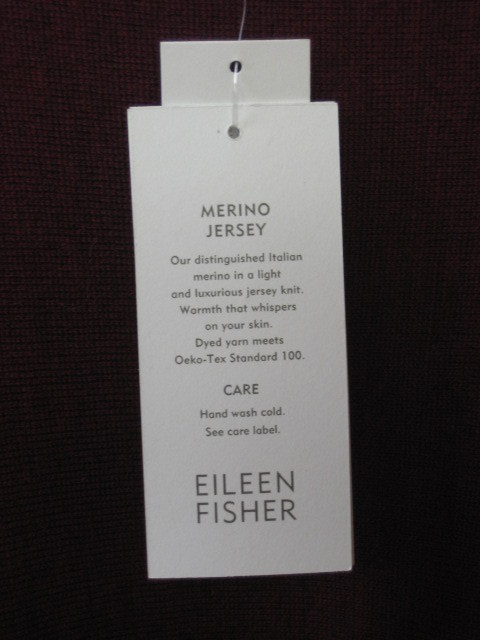 MERINO
JERSEY
Our distinguished Italian
merino in a light
and luxurious jersey knit.
Warmth that whispers
on your skin.
Dyed yarn meets
Oeko-Tex Standard 100.
CARE
Hand wash cold.
See care label.
EILEEN
FISHER